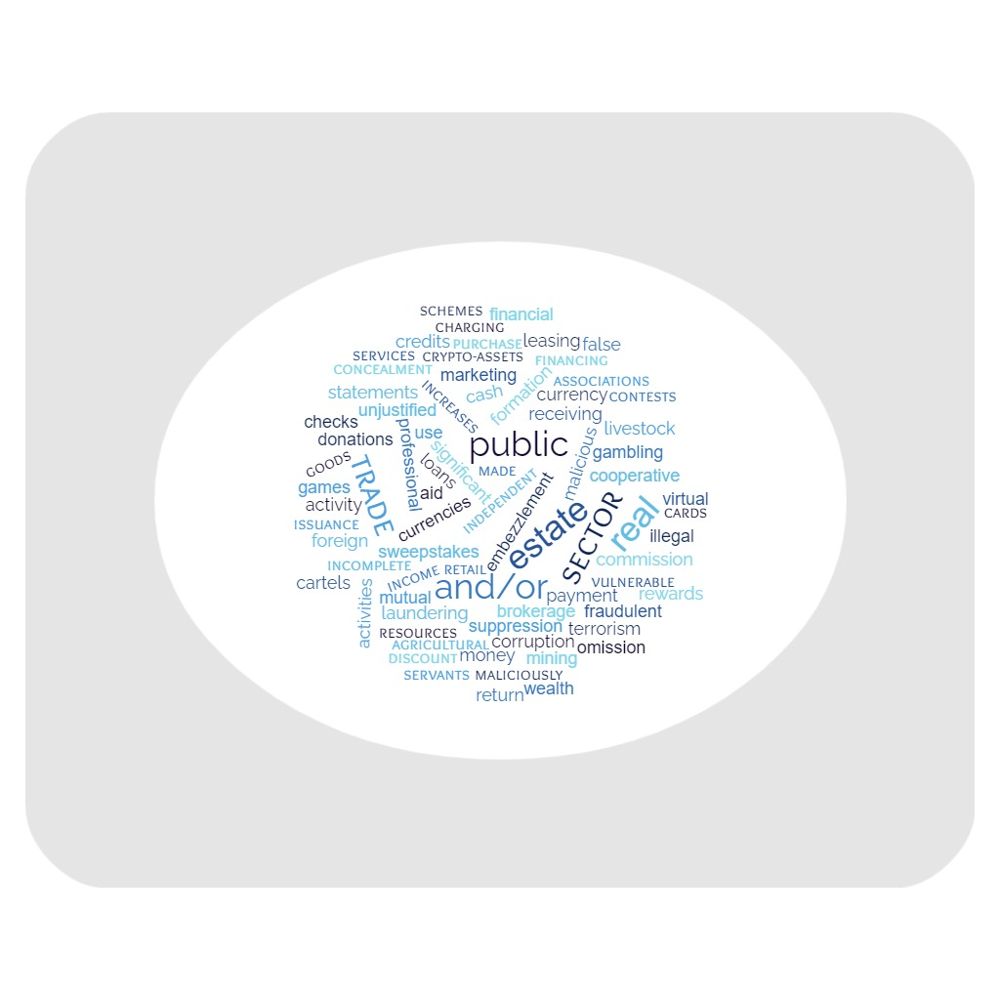 SCHEMES financial
CHARGING
credits PURCHASE leasing false
SERVICES CRYPTO-ASSETS FINANCING
CONCEALMENT marketing formation ASSOCIATIONS
statements INCREASES cash currency CONTESTS
unjustified receiving
checks professional use malicious livestock
donations significant public gambling
GOODS TRADE loans MADE cooperative
games aid INDEPENDENT embezzlement
activity currencies estate SECTOR real virtual
CARDS
ISSUANCE illegal
foreign sweepstakes commission
INCOMPLETE INCOME RETAIL
cartels activities mutual and/or payment VULNERABLE rewards
laundering brokerage fraudulent
RESOURCES suppression terrorism
AGRICULTURAL corruption omission
DISCOUNT money mining
SERVANTS MALICIOUSLY
return wealth